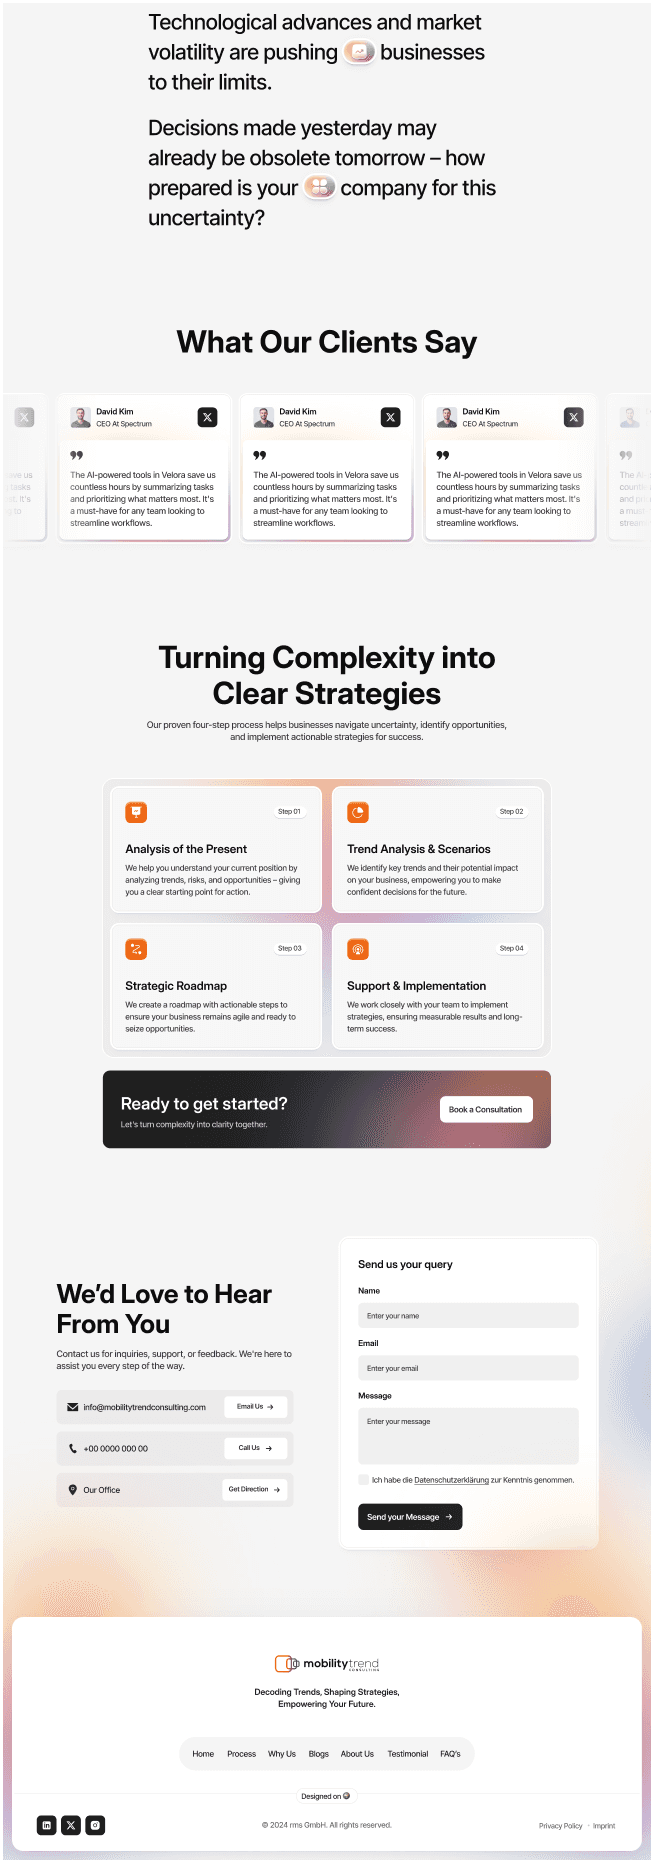 Technological advances and market
volatility are pushing businesses
to their limits.
Decisions made yesterday may
already be obsolete tomorrow – how
prepared is your company for this
uncertainty?
What Our Clients Say
David Kim
CEO At Spectrum
The AI-powered tools in Velora save us
countless hours by summarizing tasks
and prioritizing what matters most. It's
a must-have for any team looking to
streamline workflows.
David Kim
CEO At Spectrum
The AI-powered tools in Velora save us
countless hours by summarizing tasks
and prioritizing what matters most. It's
a must-have for any team looking to
streamline workflows.
David Kim
CEO At Spectrum
The AI-powered tools in Velora save us
countless hours by summarizing tasks
and prioritizing what matters most. It's
a must-have for any team looking to
streamline workflows.
Turning Complexity into
Clear Strategies
Our proven four-step process helps businesses navigate uncertainty, identify opportunities,
and implement actionable strategies for success.
Step 01
Analysis of the Present
We help you understand your current position by
analyzing trends, risks, and opportunities – giving
you a clear starting point for action.
Step 02
Trend Analysis & Scenarios
We identify key trends and their potential impact
on your business, empowering you to make
confident decisions for the future.
Step 03
Strategic Roadmap
We create a roadmap with actionable steps to
ensure your business remains agile and ready to
seize opportunities.
Step 04
Support & Implementation
We work closely with your team to implement
strategies, ensuring measurable results and long-
term success.
Ready to get started?
Let's turn complexity into clarity together.
Book a Consultation
We'd Love to Hear
From You
Contact us for inquiries, support, or feedback. We're here to
assist you every step of the way.
info@mobilitytrendconsulting.com
Email Us →
+00 0000 000 00
Call Us →
Our Office
Get Direction →
Send us your query
Name
Enter your name
Email
Enter your email
Message
Enter your message
Ich habe die Datenschutzerklärung zur Kenntnis genommen.
Send your Message →
mobilitytrend
CONSULTING
Decoding Trends, Shaping Strategies,
Empowering Your Future.
Home Process Why Us Blogs About Us Testimonial FAQ's
Designed on
© 2024 rms GmbH. All rights reserved.
Privacy Policy · Imprint